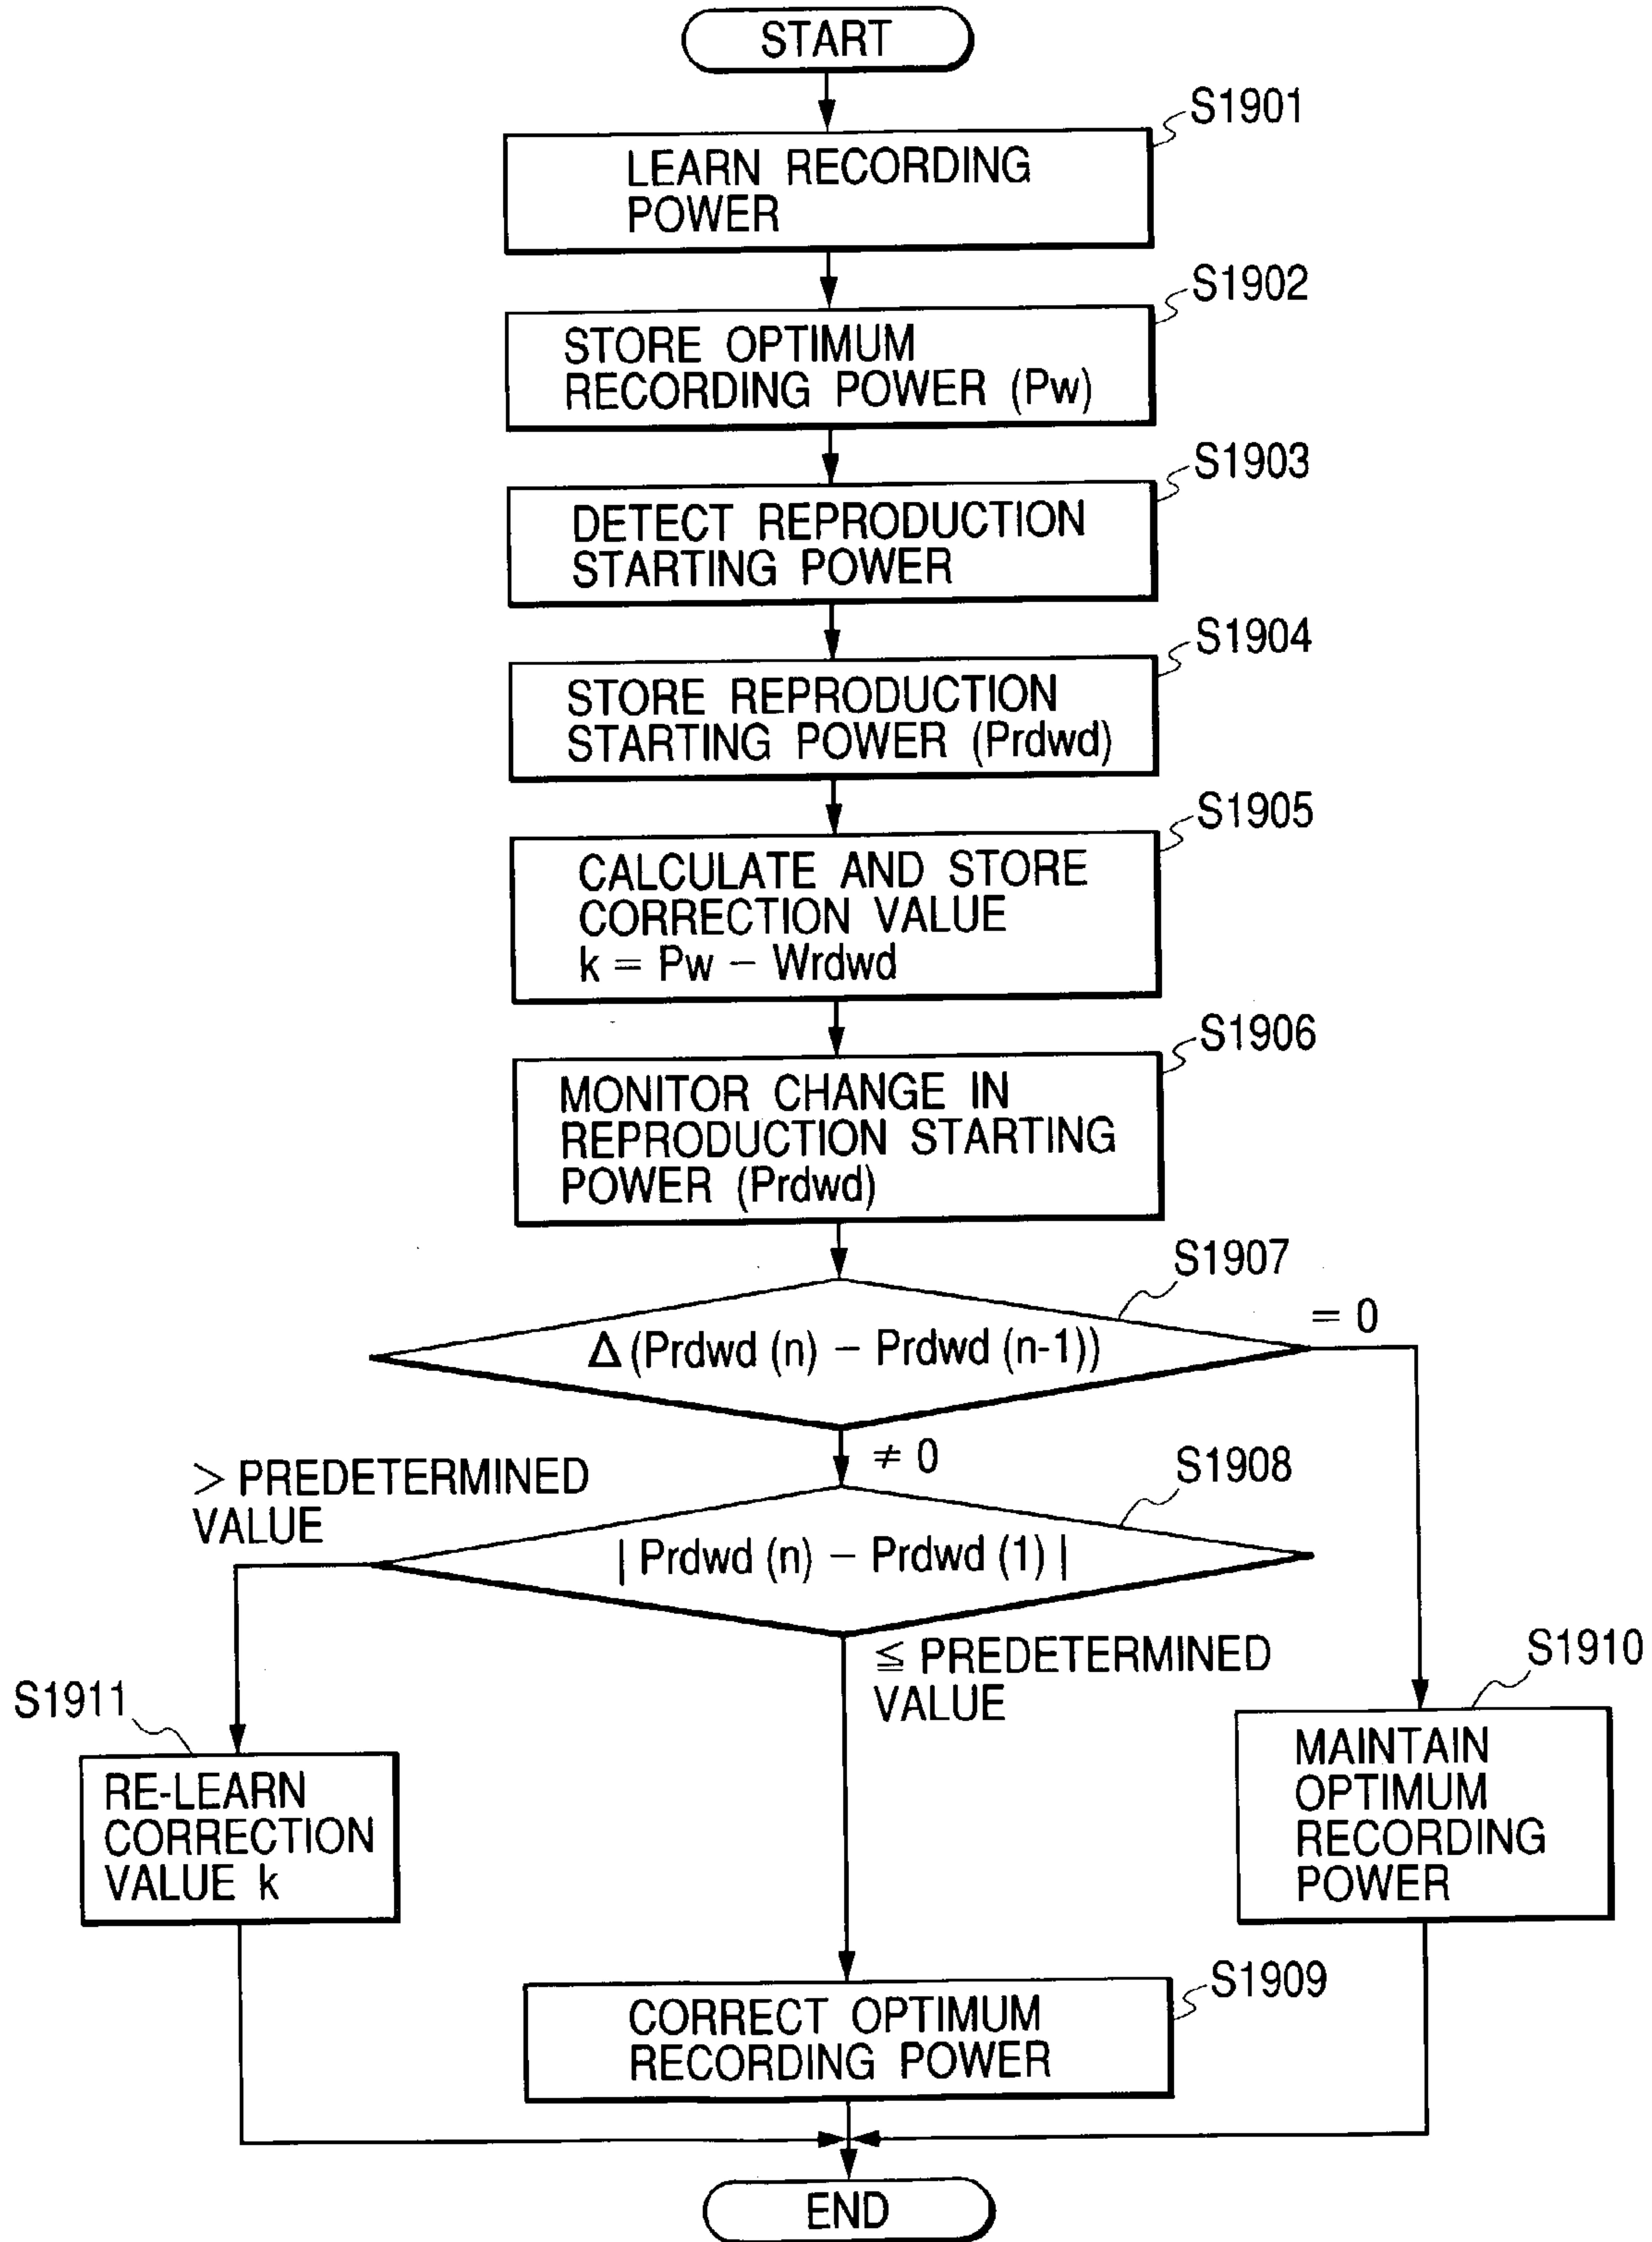 START
S1901
LEARN RECORDING
POWER
S1902
STORE OPTIMUM
RECORDING POWER (Pw)
S1903
DETECT REPRODUCTION
STARTING POWER
S1904
STORE REPRODUCTION
STARTING POWER (Prdwd)
S1905
CALCULATE AND STORE
CORRECTION VALUE
k = Pw − Wrdwd
S1906
MONITOR CHANGE IN
REPRODUCTION STARTING
POWER (Prdwd)
S1907
= 0
Δ (Prdwd (n) − Prdwd (n-1))
≠ 0
S1908
> PREDETERMINED
VALUE
| Prdwd (n) − Prdwd (1) |
≦ PREDETERMINED
VALUE
S1910
S1911
MAINTAIN
OPTIMUM
RECORDING
POWER
RE-LEARN
CORRECTION
VALUE k
S1909
CORRECT OPTIMUM
RECORDING POWER
END